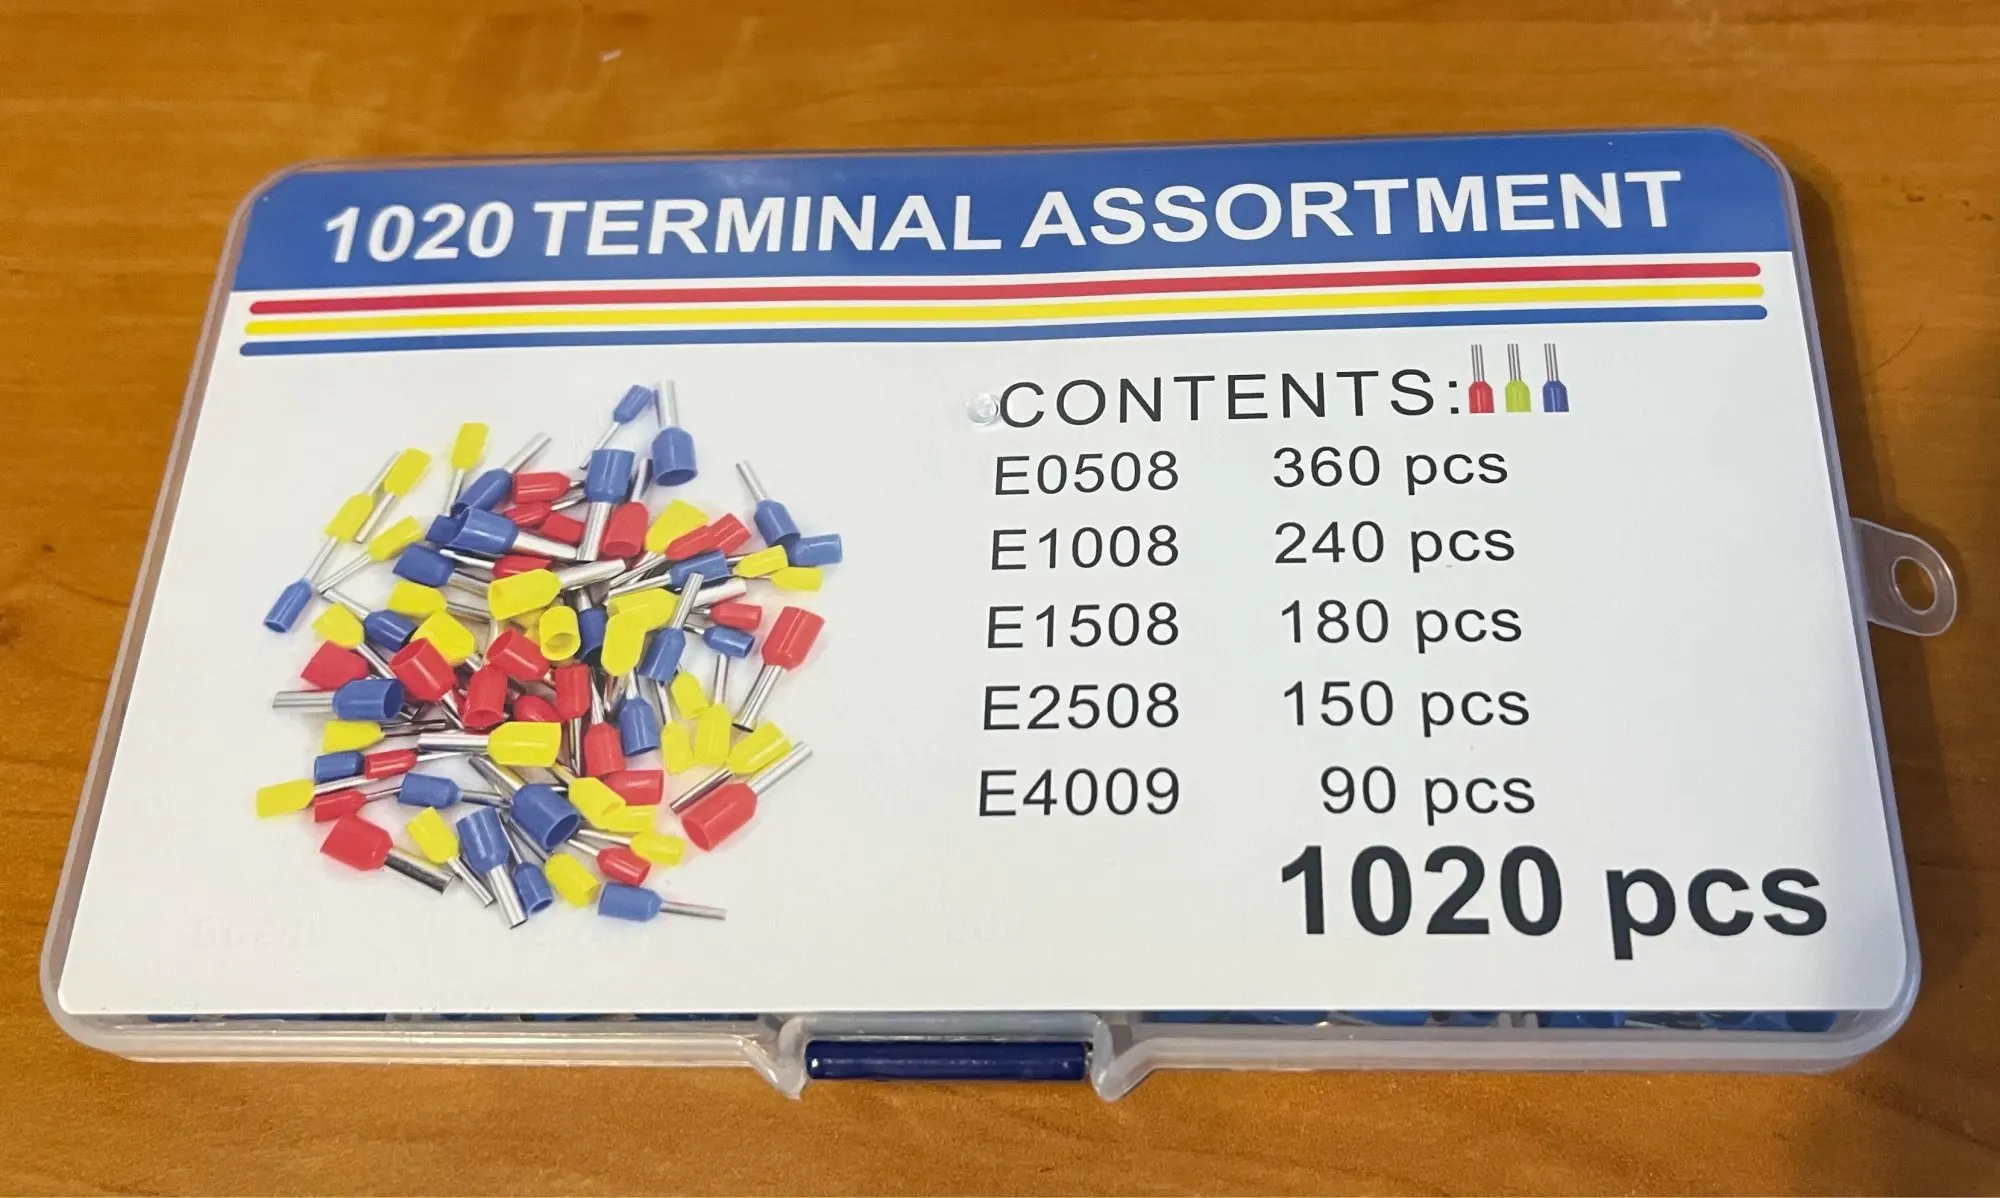 1020 TERMINAL ASSORTMENT
CONTENTS:
E0508 360 pcs
E1008 240 pcs
E1508 180 pcs
E2508 150 pcs
E4009 90 pcs
1020 pcs